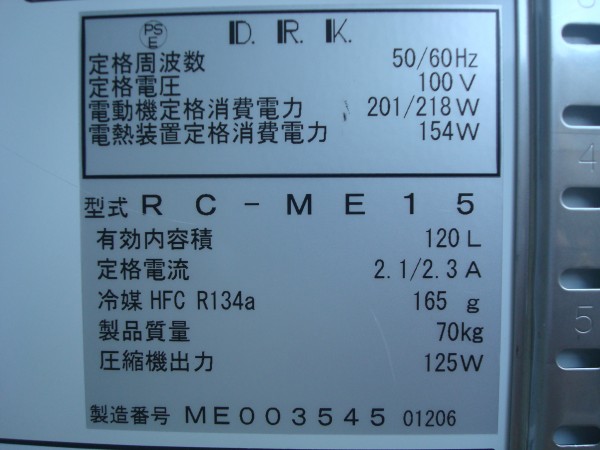 PS E D. R. K.
定格周波数 50/60Hz
定格電圧 100V
電動機定格消費電力 201/218W
電熱装置定格消費電力 154W
型式 RC-ME15
有効内容積 120L
定格電流 2.1/2.3A
冷媒 HFC R134a 165 g
製品質量 70kg
圧縮機出力 125W
製造番号 ME003545 01206
4
5